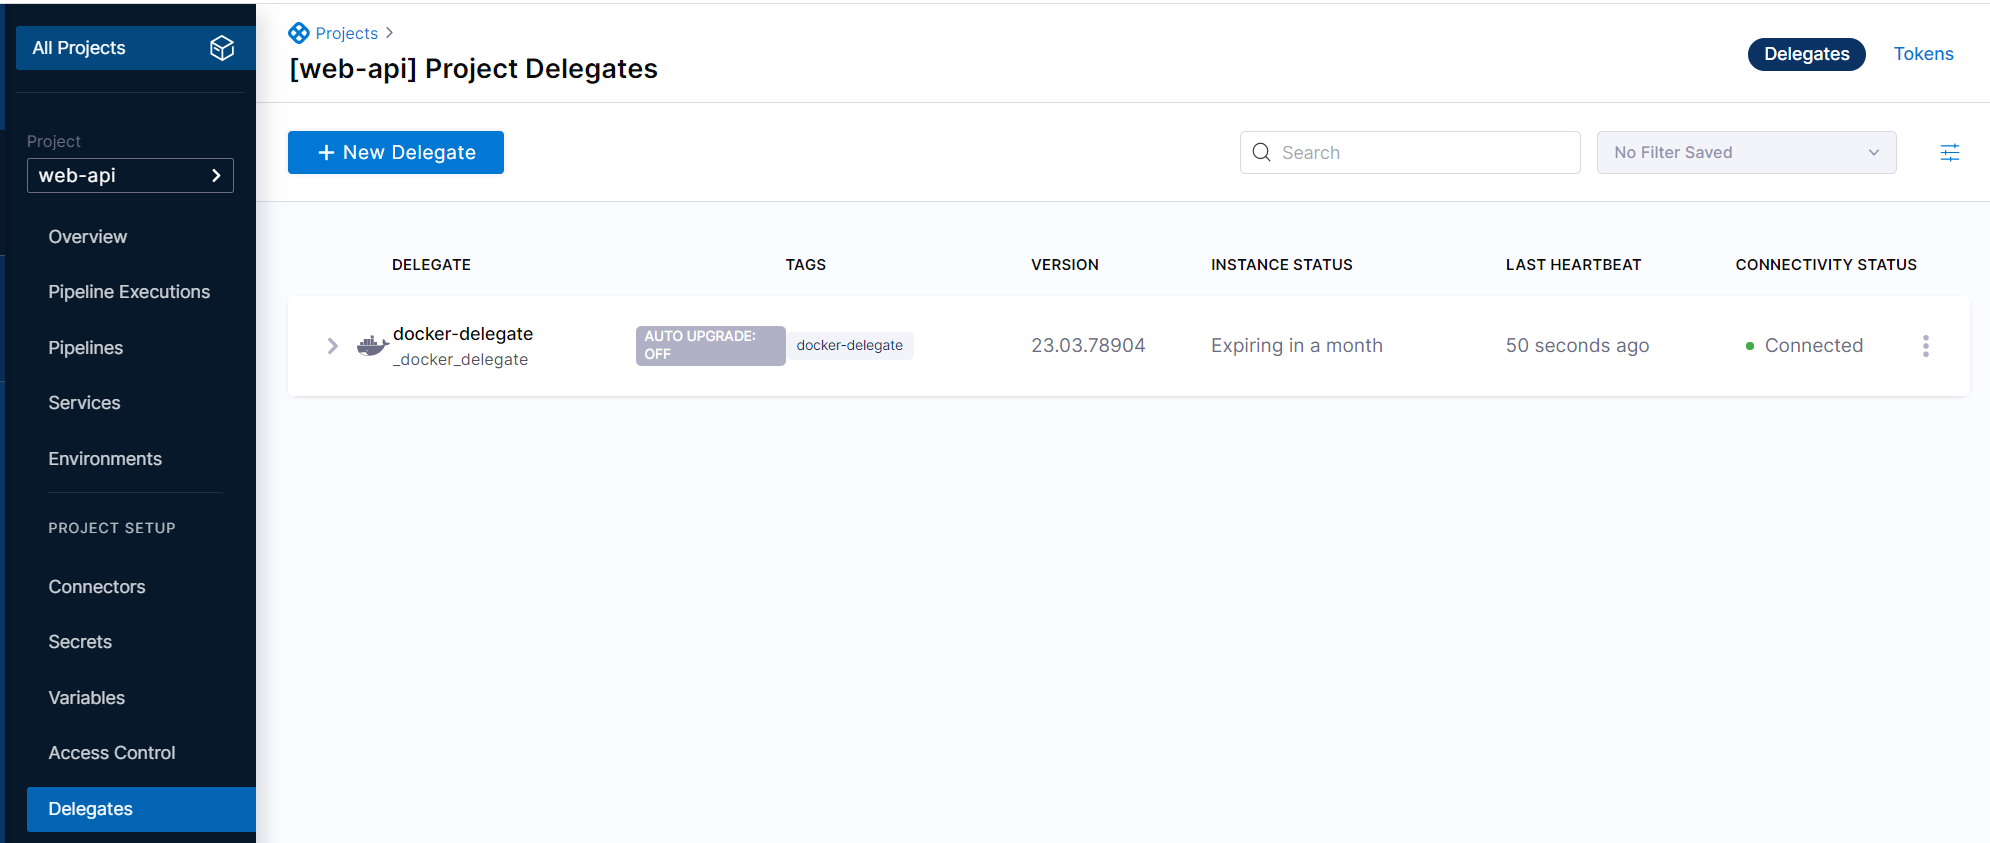 All Projects
Project
web-api
Overview
Pipeline Executions
Pipelines
Services
Environments
PROJECT SETUP
Connectors
Secrets
Variables
Access Control
Delegates
Projects
[web-api] Project Delegates
Delegates
Tokens
+ New Delegate
Search
No Filter Saved
DELEGATE TAGS VERSION INSTANCE STATUS LAST HEARTBEAT CONNECTIVITY STATUS
docker-delegate
_docker_delegate
AUTO UPGRADE:
OFF
docker-delegate
23.03.78904
Expiring in a month
50 seconds ago
Connected